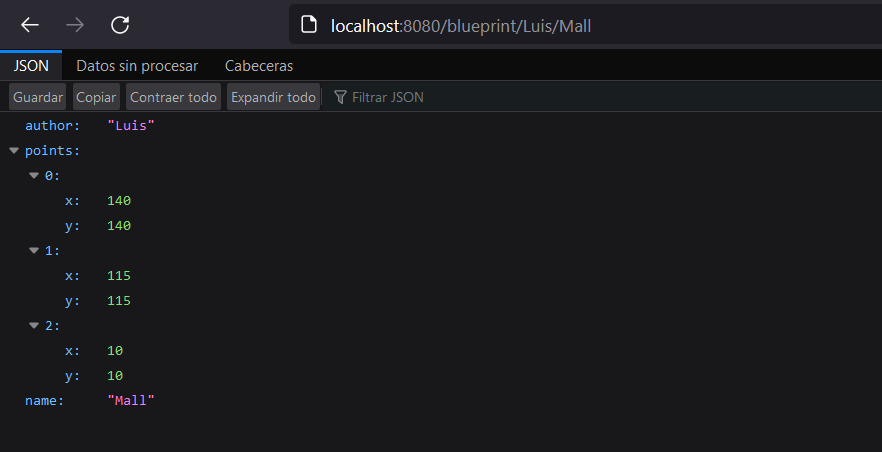 localhost:8080/blueprint/Luis/Mall
JSON Datos sin procesar Cabeceras
Guardar Copiar Contraer todo Expandir todo Filtrar JSON
author: "Luis"
points:
0:
x: 140
y: 140
1:
x: 115
y: 115
2:
x: 10
y: 10
name: "Mall"